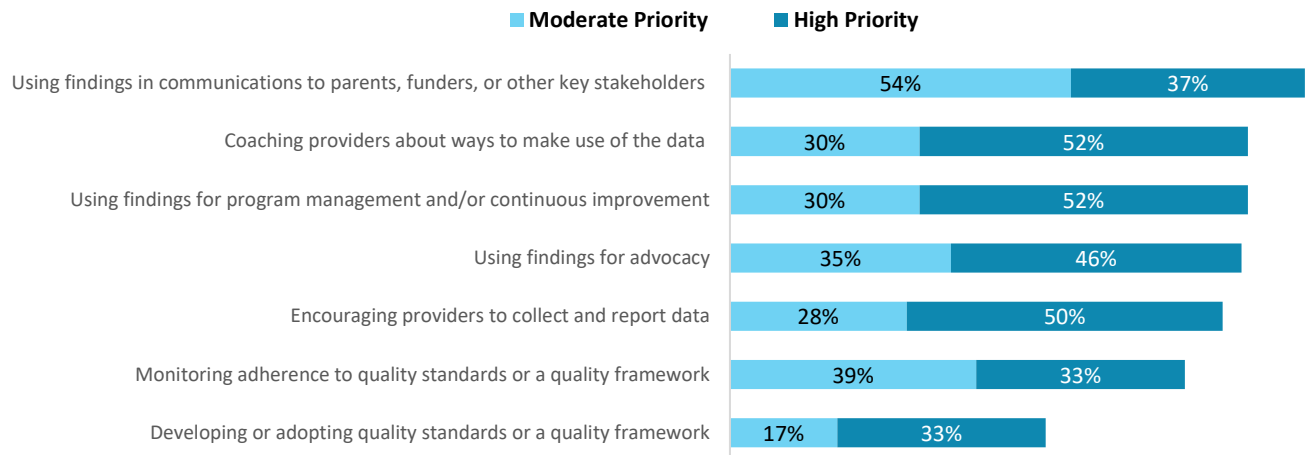 Moderate Priority High Priority
Using findings in communications to parents, funders, or other key stakeholders 54% 37%
Coaching providers about ways to make use of the data 30% 52%
Using findings for program management and/or continuous improvement 30% 52%
Using findings for advocacy 35% 46%
Encouraging providers to collect and report data 28% 50%
Monitoring adherence to quality standards or a quality framework 39% 33%
Developing or adopting quality standards or a quality framework 17% 33%